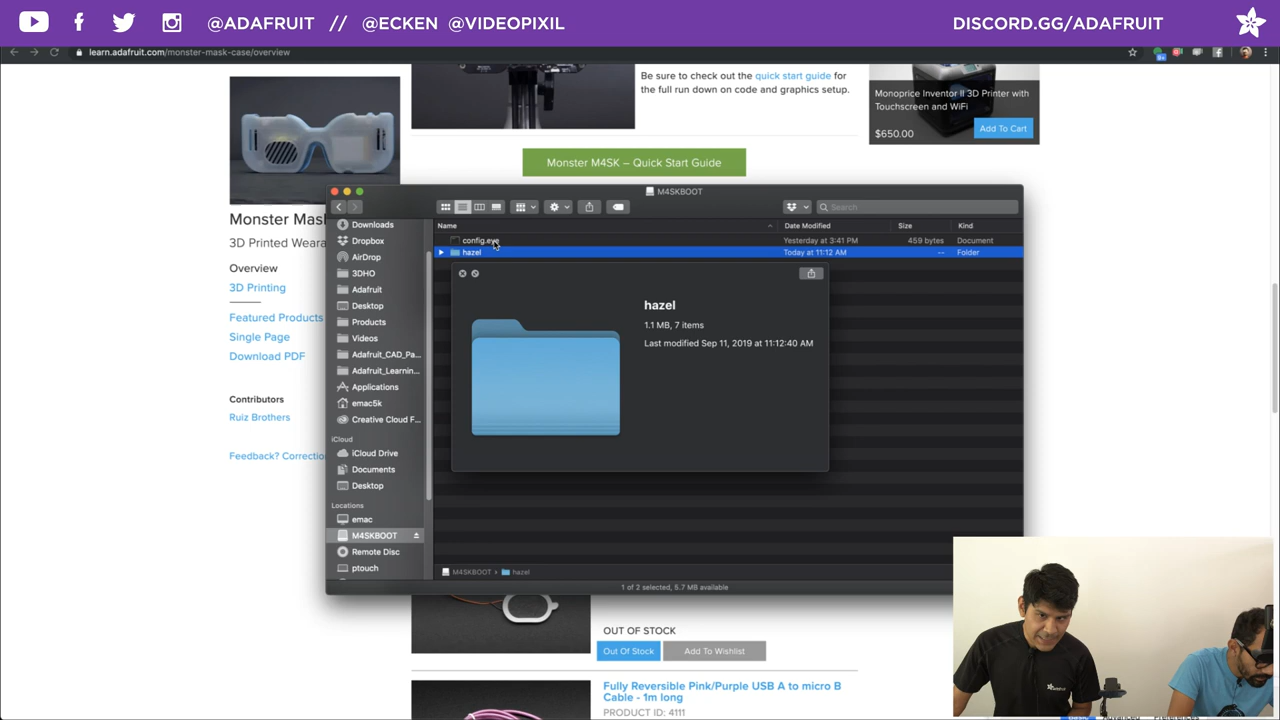 @ADAFRUIT // @ECKEN @VIDEOPIXIL
DISCORD.GG/ADAFRUIT
learn.adafruit.com/monster-mask-case/overview
Be sure to check out the quick start guide for
the full run down on code and graphics setup.
Monoprice Inventor II 3D Printer with
Touchscreen and WiFi
$650.00
Add To Cart
Monster M4SK – Quick Start Guide
Monster Mas
3D Printed Wear
Overview
3D Printing
Featured Products
Single Page
Download PDF
Contributors
Ruiz Brothers
Feedback? Correctio
M4SKBOOT
Search
Name
Date Modified
Size
Kind
config.eye
Yesterday at 3:41 PM
459 bytes
Document
hazel
Today at 11:12 AM
--
Folder
Downloads
Dropbox
AirDrop
3DHO
Adafruit
Desktop
Products
Videos
Adafruit_CAD_Pa...
Adafruit_Learnin...
Applications
emac5k
Creative Cloud F...
iCloud
iCloud Drive
Documents
Desktop
Locations
emac
M4SKBOOT
Remote Disc
ptouch
hazel
1.1 MB, 7 items
Last modified Sep 11, 2019 at 11:12:40 AM
M4SKBOOT › hazel
1 of 2 selected, 5.7 MB available
OUT OF STOCK
Out Of Stock
Add To Wishlist
Fully Reversible Pink/Purple USB A to micro B
Cable - 1m long
PRODUCT ID: 4111